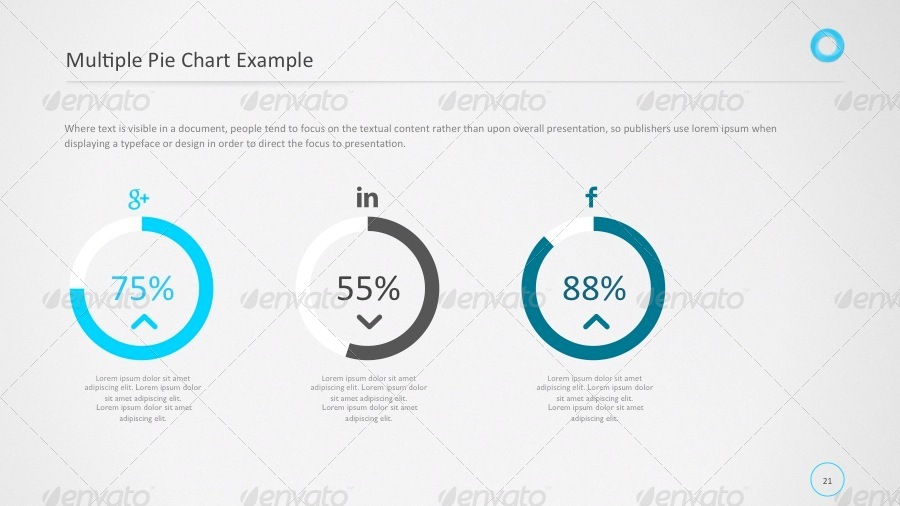 Multiple Pie Chart Example
envato envato envato envato envato
Where text is visible in a document, people tend to focus on the textual content rather than upon overall presentation, so publishers use lorem ipsum when
displaying a typeface or design in order to direct the focus to presentation.
g+ in f
75% 55% 88%
envato envato envato envato envato
Lorem ipsum dolor sit amet
adipiscing elit. Lorem ipsum dolor
sit amet adipiscing elit.
Lorem ipsum dolor sit amet
adipiscing elit.
Lorem ipsum dolor sit amet
adipiscing elit. Lorem ipsum dolor
sit amet adipiscing elit.
Lorem ipsum dolor sit amet
adipiscing elit.
Lorem ipsum dolor sit amet
adipiscing elit. Lorem ipsum dolor
sit amet adipiscing elit.
Lorem ipsum dolor sit amet
adipiscing elit.
21
envato envato envato envato envato